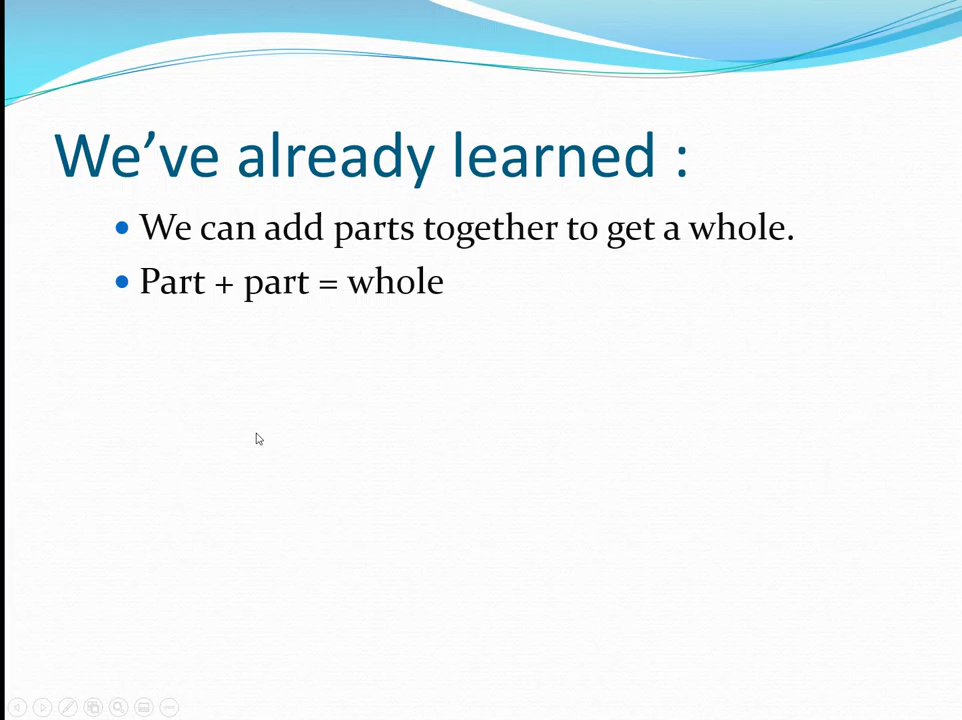 We’ve already learned :
• We can add parts together to get a whole.
• Part + part = whole